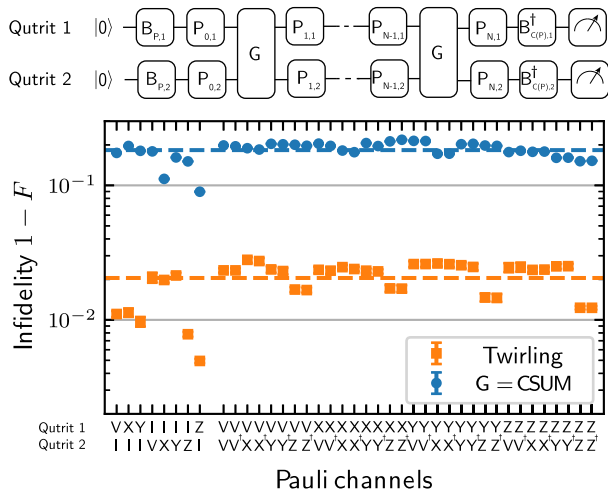 Qutrit 1 |0⟩ B_{P,1} P_{0,1} P_{1,1} P_{N-1,1} P_{N,1} B†_{C(P),1}
G G
Qutrit 2 |0⟩ B_{P,2} P_{0,2} P_{1,2} P_{N-1,2} P_{N,2} B†_{C(P),2}
Infidelity 1 − F
10⁻¹
10⁻²
Twirling
G = CSUM
Qutrit 1 V X Y I I I I Z V V V V V V V V X X X X X X X X Y Y Y Y Y Y Y Y Z Z Z Z Z Z Z Z
Qutrit 2 I I I V X Y Z I V V† X X† Y Y† Z Z† V V† X X† Y Y† Z Z† V V† X X† Y Y† Z Z† V V† X X† Y Y† Z Z†
Pauli channels